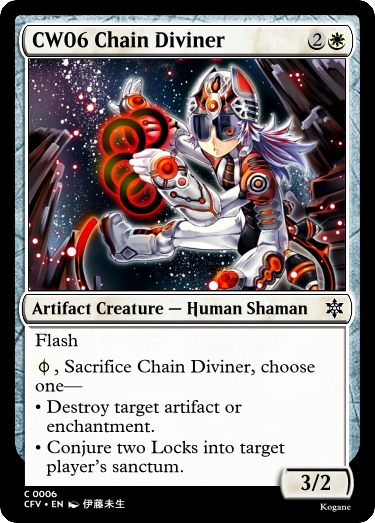 CW06 Chain Diviner 2
Artifact Creature — Human Shaman
Flash
ⱷ, Sacrifice Chain Diviner, choose
one—
• Destroy target artifact or
enchantment.
• Conjure two Locks into target
player's sanctum.
3/2
C 0006
CFV • EN 伊藤未生
Kogane